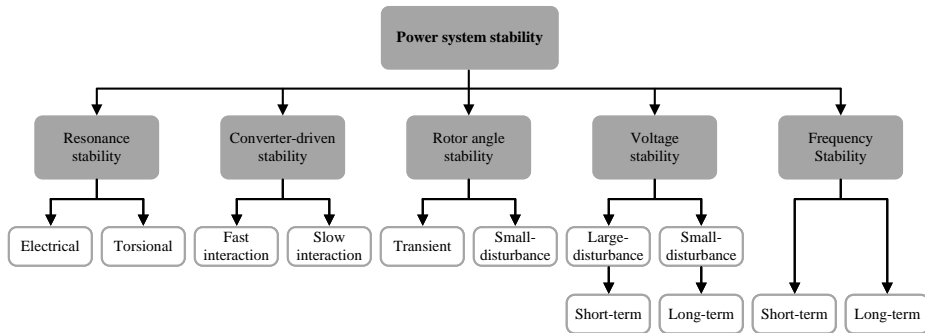 Power system stability
Resonance
stability
Converter-driven
stability
Rotor angle
stability
Voltage
stability
Frequency
Stability
Electrical
Torsional
Fast
interaction
Slow
interaction
Transient
Small-
disturbance
Large-
disturbance
Small-
disturbance
Short-term
Long-term
Short-term
Long-term